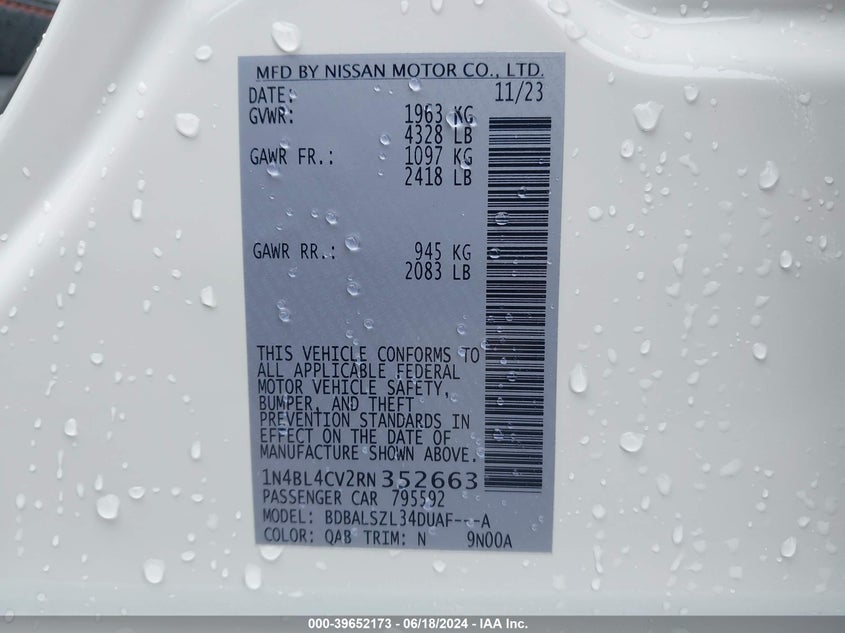 MFD BY NISSAN MOTOR CO., LTD.
DATE: 11/23
GVWR: 1963 KG
4328 LB
GAWR FR.: 1097 KG
2418 LB
GAWR RR.: 945 KG
2083 LB
THIS VEHICLE CONFORMS TO
ALL APPLICABLE FEDERAL
MOTOR VEHICLE SAFETY,
BUMPER, AND THEFT
PREVENTION STANDARDS IN
EFFECT ON THE DATE OF
MANUFACTURE SHOWN ABOVE.
1N4BL4CV2RN352663
PASSENGER CAR 795592
MODEL: BDBALSZL34DUAF---A
COLOR: QAB TRIM: N 9N00A
000-39652173 - 06/18/2024 - IAA Inc.